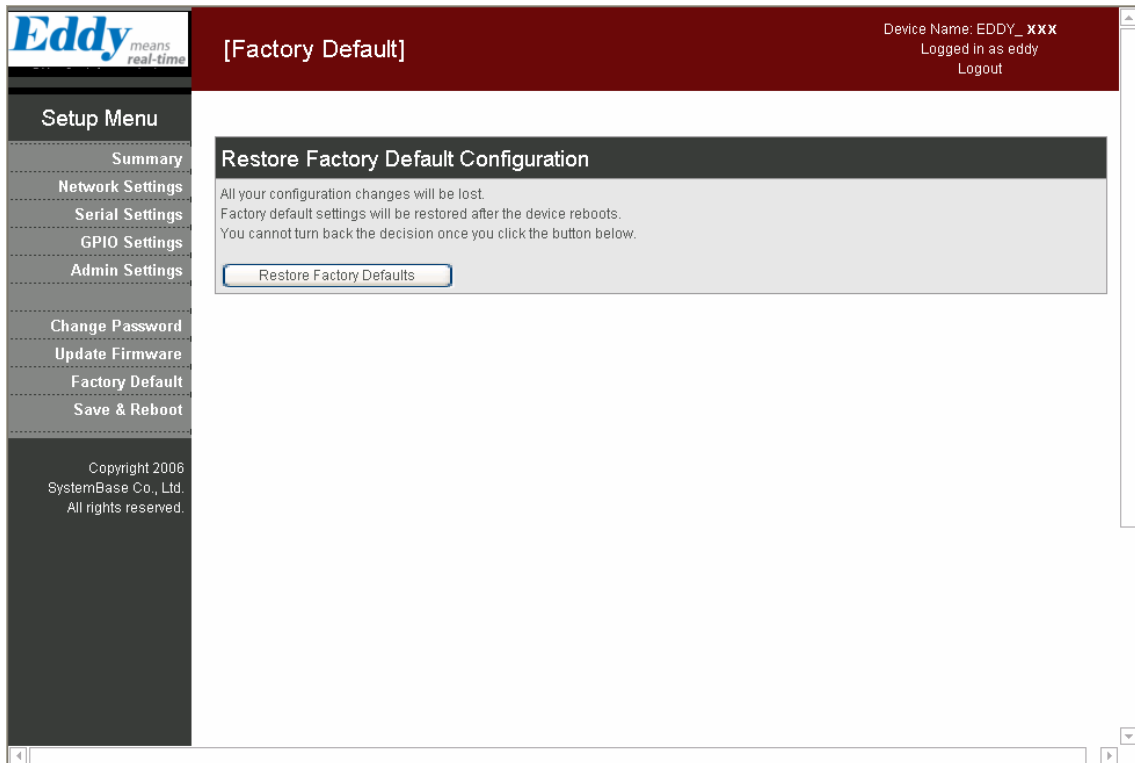 Eddy means
real-time
[Factory Default]
Device Name: EDDY_ XXX
Logged in as eddy
Logout
Setup Menu
Summary
Network Settings
Serial Settings
GPIO Settings
Admin Settings
Change Password
Update Firmware
Factory Default
Save & Reboot
Copyright 2006
SystemBase Co., Ltd.
All rights reserved.
Restore Factory Default Configuration
All your configuration changes will be lost.
Factory default settings will be restored after the device reboots.
You cannot turn back the decision once you click the button below.
Restore Factory Defaults